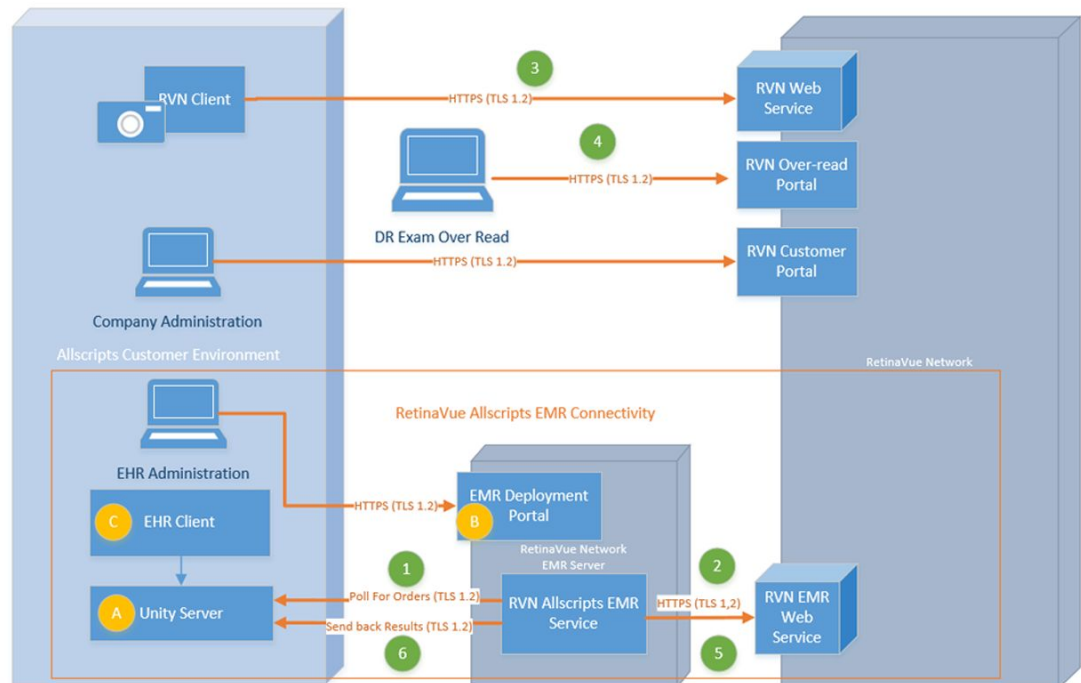 3
RVN Client
HTTPS (TLS 1.2)
RVN Web
Service
4
HTTPS (TLS 1.2)
RVN Over-read
Portal
DR Exam Over Read
HTTPS (TLS 1.2)
RVN Customer
Portal
Company Administration
Allscripts Customer Environment
RetinaVue Network
RetinaVue Allscripts EMR Connectivity
EHR Administration
HTTPS (TLS 1.2)
EMR Deployment
Portal
B
C
EHR Client
RetinaVue Network
EMR Server
1
2
Poll For Orders (TLS 1.2)
A
Unity Server
RVN Allscripts EMR
Service
HTTPS (TLS 1,2)
RVN EMR
Web
Service
Send back Results (TLS 1.2)
6
5